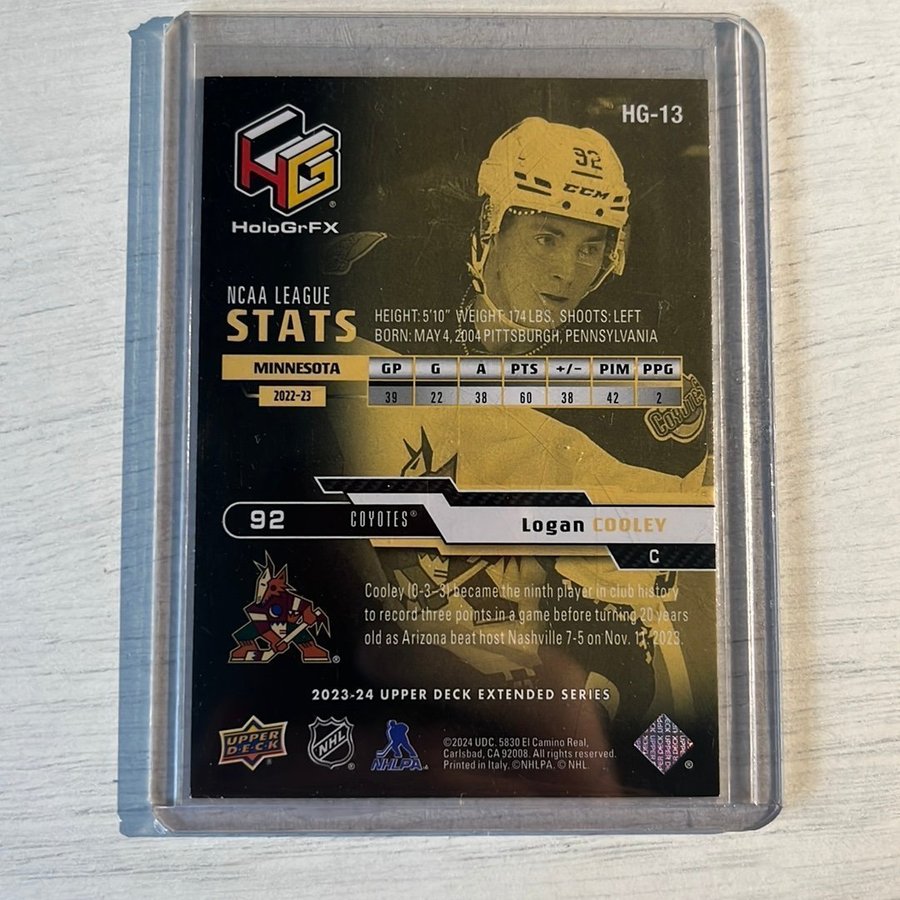 HG-13
HG ®
HoloGrFX
92
CCM
NCAA LEAGUE
STATS
HEIGHT: 5'10" WEIGHT: 174 LBS. SHOOTS: LEFT
BORN: MAY 4, 2004 PITTSBURGH, PENNSYLVANIA
MINNESOTA GP G A PTS +/- PIM PPG
2022-23 39 22 38 60 38 42 2
COYOTES
92 COYOTES® Logan COOLEY
C
Cooley (0-3–3) became the ninth player in club history
to record three points in a game before turning 20 years
old as Arizona beat host Nashville 7-5 on Nov. 11, 2023.
2023-24 UPPER DECK EXTENDED SERIES
UPPER DECK NHL NHLPA
©2024 UDC. 5830 El Camino Real,
Carlsbad, CA 92008. All rights reserved.
Printed in Italy. ©NHLPA. © NHL.